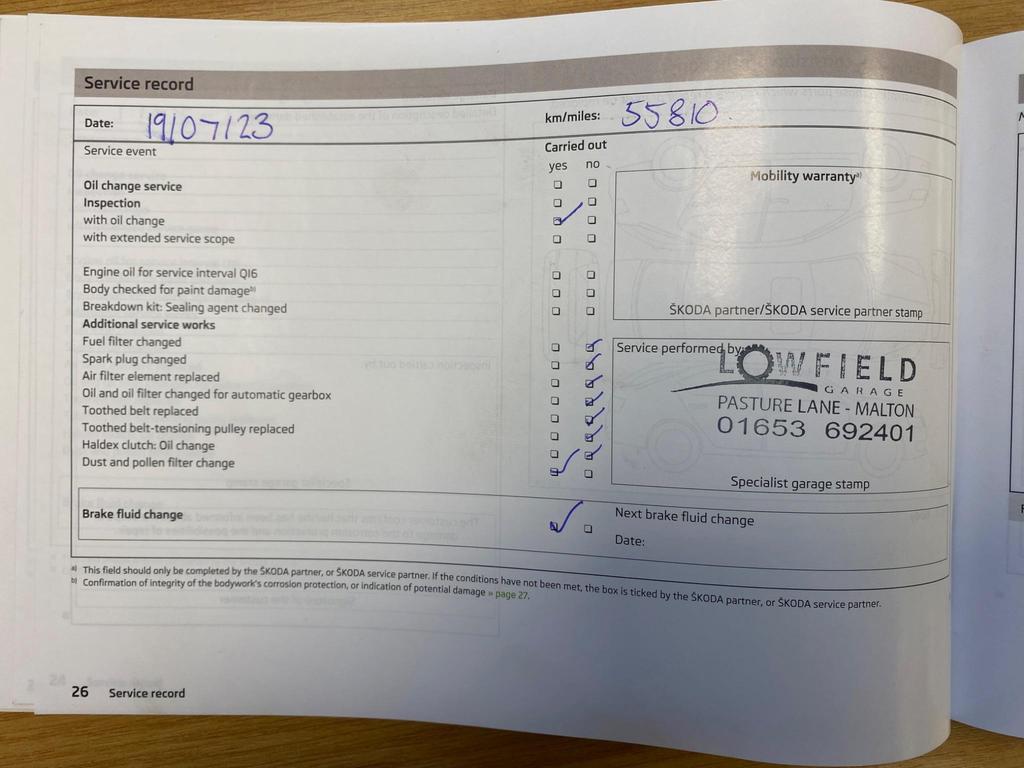 Service record
Date: 19/07/23 km/miles: 55810
Service event Carried out
yes no
Oil change service
Inspection
with oil change
with extended service scope
Engine oil for service interval QI6
Body checked for paint damage b)
Breakdown kit: Sealing agent changed
Additional service works
Fuel filter changed
Spark plug changed
Air filter element replaced
Oil and oil filter changed for automatic gearbox
Toothed belt replaced
Toothed belt-tensioning pulley replaced
Haldex clutch: Oil change
Dust and pollen filter change
Mobility warranty a)
ŠKODA partner/ŠKODA service partner stamp
Service performed by:
LOWFIELD
GARAGE
PASTURE LANE - MALTON
01653 692401
Specialist garage stamp
Brake fluid change
Next brake fluid change
Date:
a) This field should only be completed by the ŠKODA partner, or ŠKODA service partner. If the conditions have not been met, the box is ticked by the ŠKODA partner, or ŠKODA service partner.
b) Confirmation of integrity of the bodywork's corrosion protection, or indication of potential damage » page 27.
26 Service record